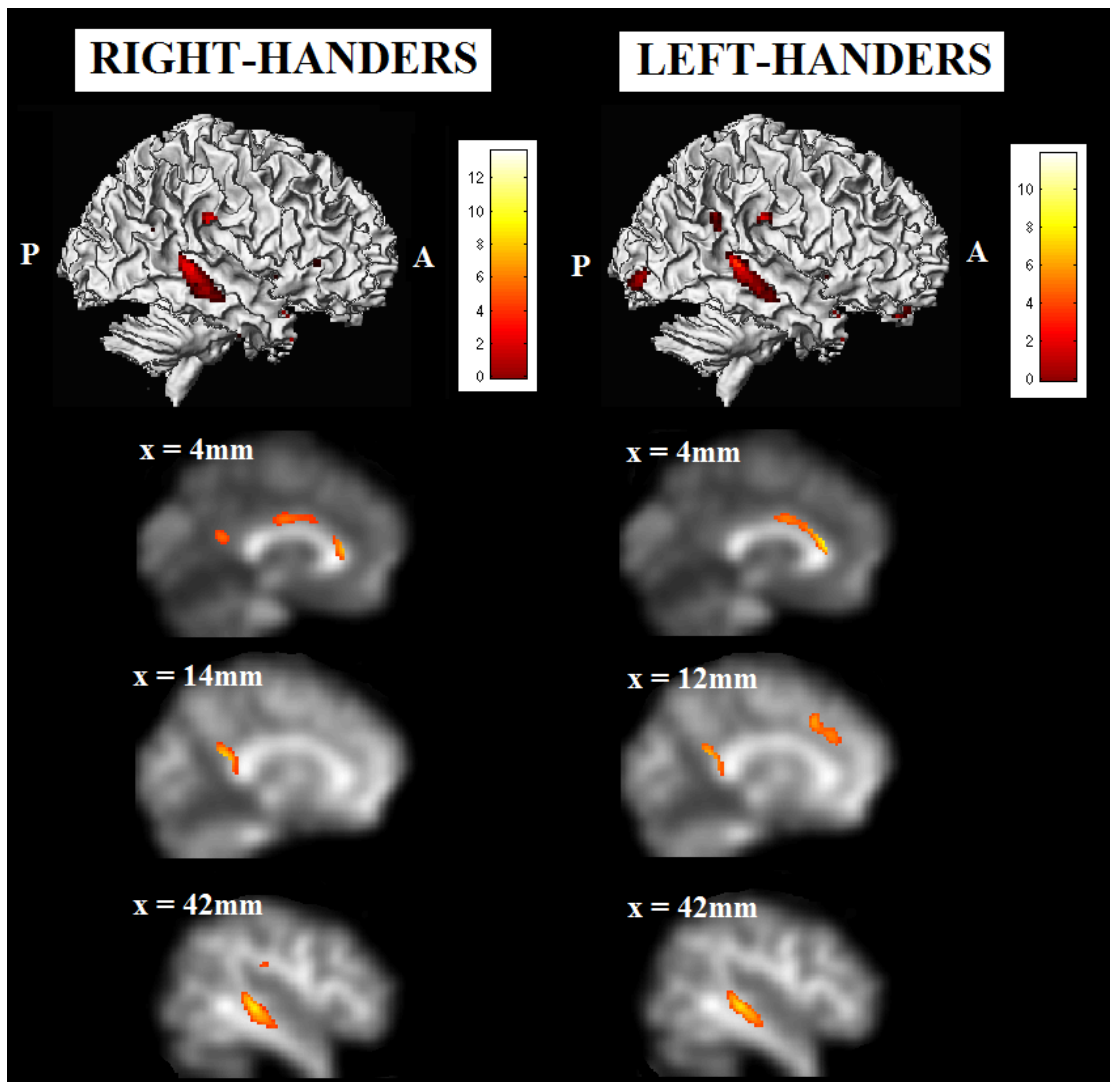 RIGHT-HANDERS
LEFT-HANDERS
P
A
12
10
8
6
4
2
0
P
A
10
8
6
4
2
0
x = 4mm
x = 4mm
x = 14mm
x = 12mm
x = 42mm
x = 42mm